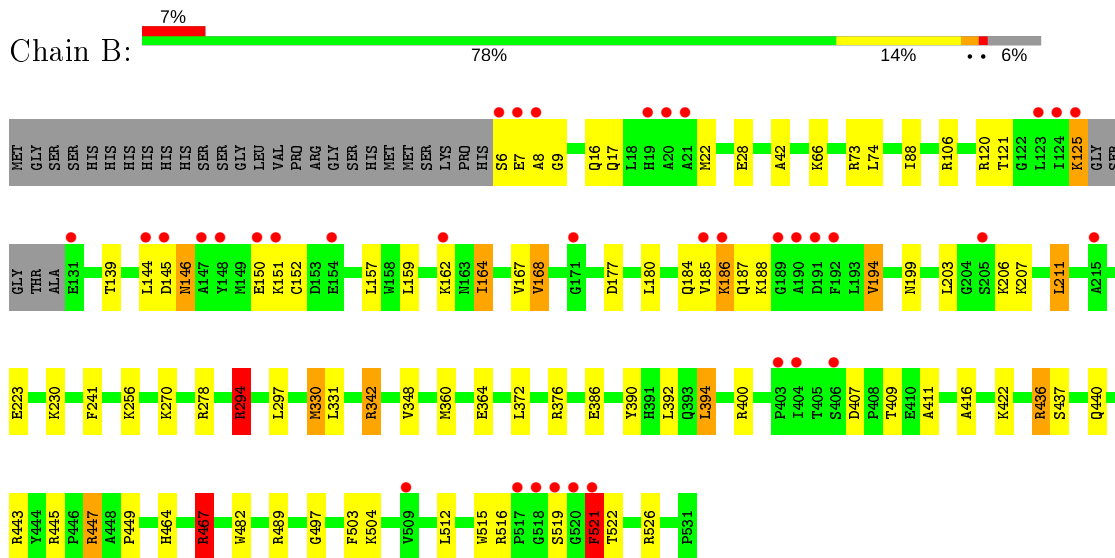 7%
Chain B:
78% 14% • • 6%
MET GLY SER SER HIS HIS HIS HIS HIS HIS SER SER GLY LEU VAL PRO ARG GLY SER HIS MET MET SER LYS PRO HIS S6 E7 A8 G9 Q16 Q17 L18 H19 A20 A21 M22 E28 A42 K66 R73 L74 I88 R106 R120 T121 G122 L123 I124 K125 GLY SER
GLY THR ALA E131 T139 L144 D145 N146 A147 Y148 M149 E150 K151 C152 D153 E154 L157 W158 L159 K162 N163 I164 V167 V168 G171 D177 L180 Q184 V185 K186 Q187 K188 G189 A190 D191 F192 L193 V194 N199 L203 G204 S205 K206 K207 L211 A215
E223 K230 F241 K256 K270 R278 R294 L297 M330 L331 R342 V348 M360 E364 L372 R376 E386 Y390 H391 L392 Q393 L394 R400 P403 I404 T405 S406 D407 P408 T409 E410 A411 A416 K422 R436 S437 Q440
R443 Y444 R445 P446 R447 A448 P449 H464 R467 W482 R489 G497 F503 K504 V509 L512 W515 R516 P517 G518 S519 G520 F521 T522 R526 P531